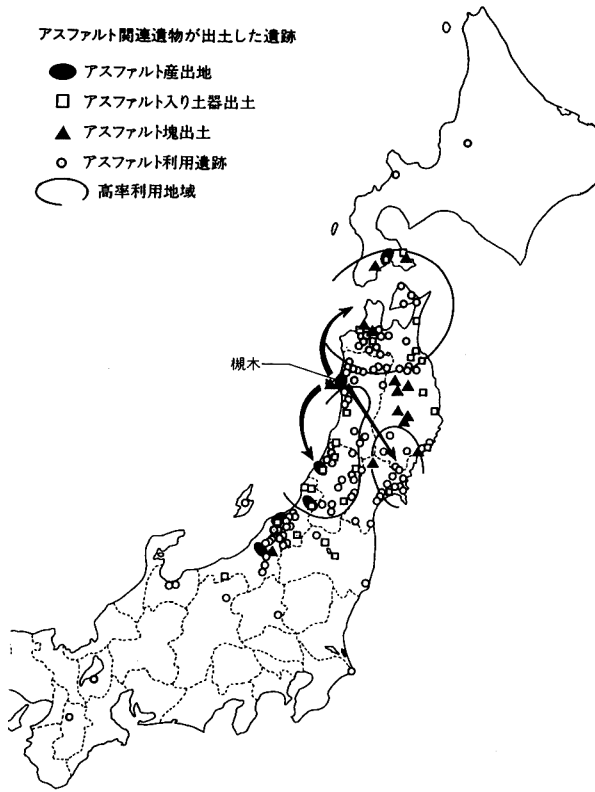 アスファルト関連遺物が出土した遺跡
アスファルト産出地
アスファルト入り土器出土
アスファルト塊出土
アスファルト利用遺跡
高率利用地域
槻木